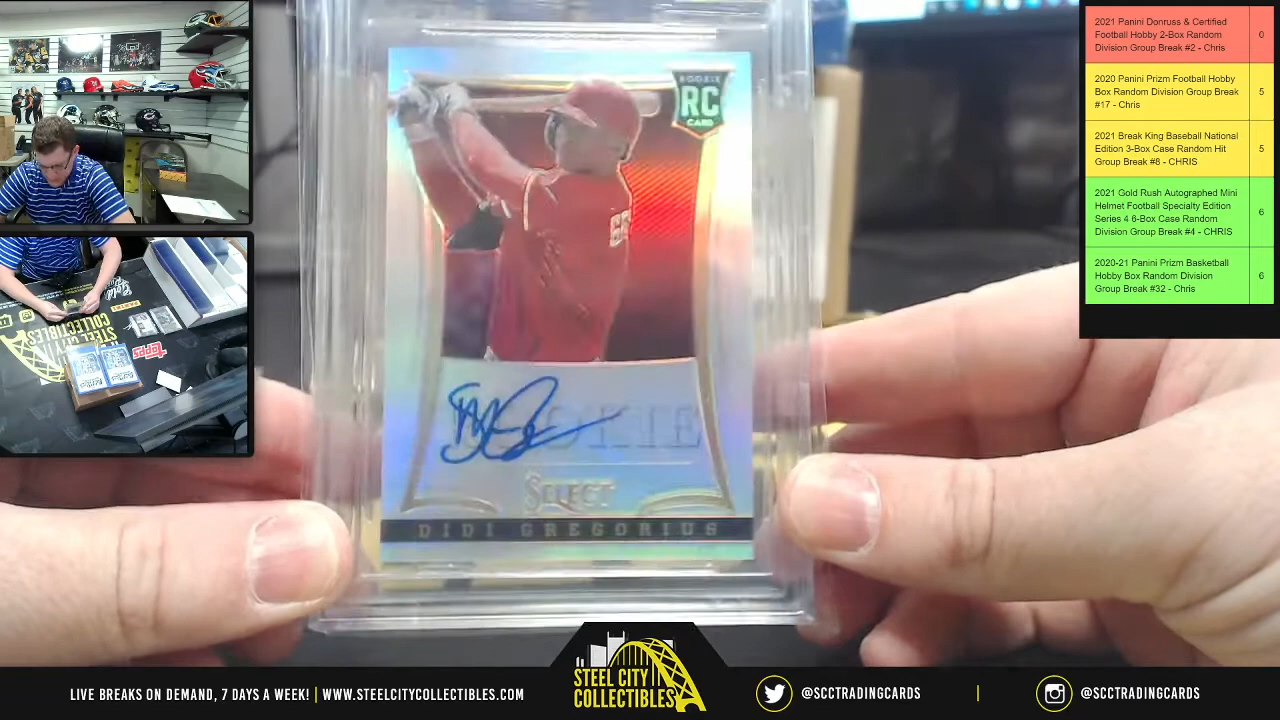 ROOKIE
RC
CARD
66
SELECT
DIDI GREGORIUS
2021 Panini Donruss & Certified
Football Hobby 2-Box Random
Division Group Break #2 - Chris
0
2020 Panini Prizm Football Hobby
Box Random Division Group Break
#17 - Chris
5
2021 Break King Baseball National
Edition 3-Box Case Random Hit
Group Break #8 - CHRIS
5
2021 Gold Rush Autographed Mini
Helmet Football Specialty Edition
Series 4 6-Box Case Random
Division Group Break #4 - CHRIS
6
2020-21 Panini Prizm Basketball
Hobby Box Random Division
Group Break #32 - Chris
6
STEEL CITY
COLLECTIBLES
topps
LIVE BREAKS ON DEMAND, 7 DAYS A WEEK! | WWW.STEELCITYCOLLECTIBLES.COM
STEEL CITY
COLLECTIBLES
@SCCTRADINGCARDS
@SCCTRADINGCARDS